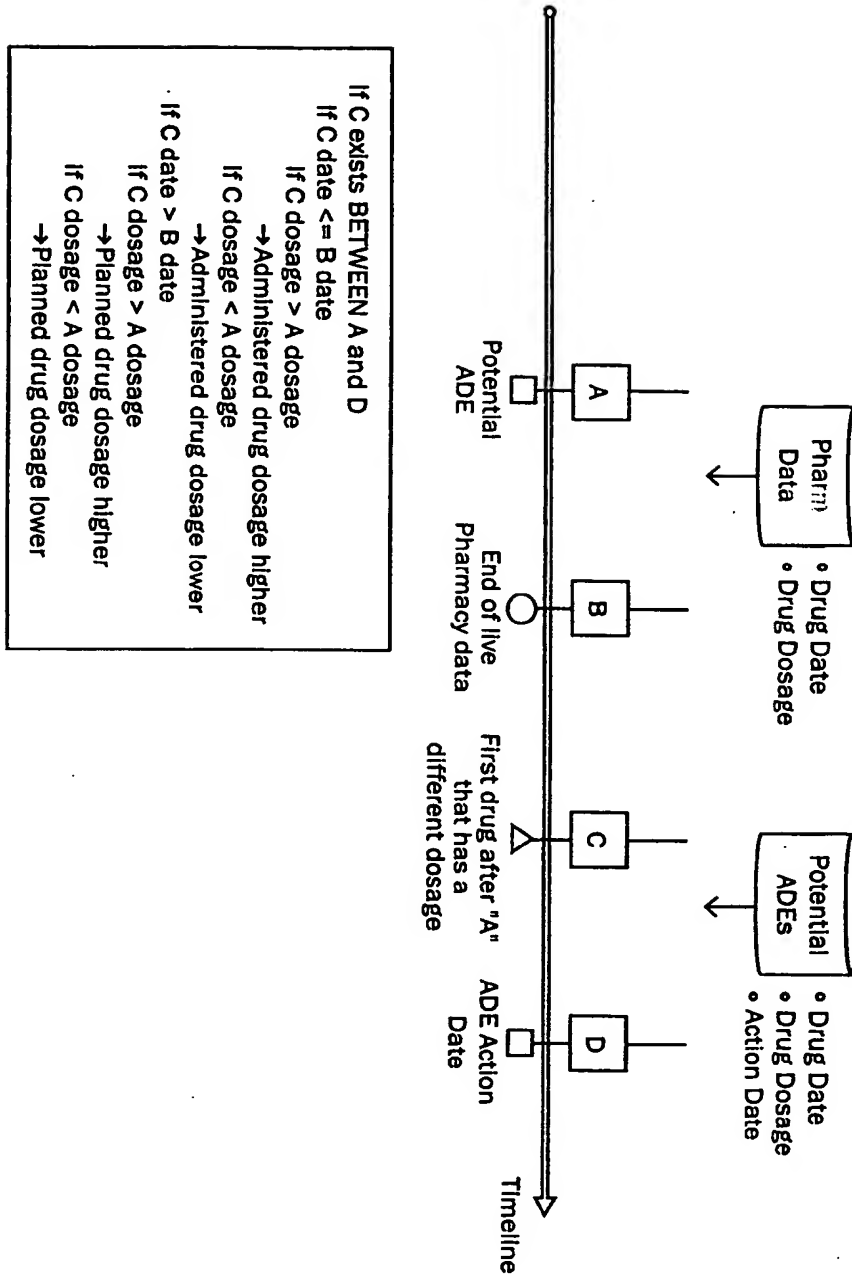 Pharm
Data
• Drug Date
• Drug Dosage
Potential
ADEs
• Drug Date
• Drug Dosage
• Action Date
A
B
C
D
Potential
ADE
End of live
Pharmacy data
First drug after "A"
that has a
different dosage
ADE Action
Date
Timeline
If C exists BETWEEN A and D
If C date <= B date
If C dosage > A dosage
→Administered drug dosage higher
If C dosage < A dosage
→Administered drug dosage lower
If C date > B date
If C dosage > A dosage
→Planned drug dosage higher
If C dosage < A dosage
→Planned drug dosage lower